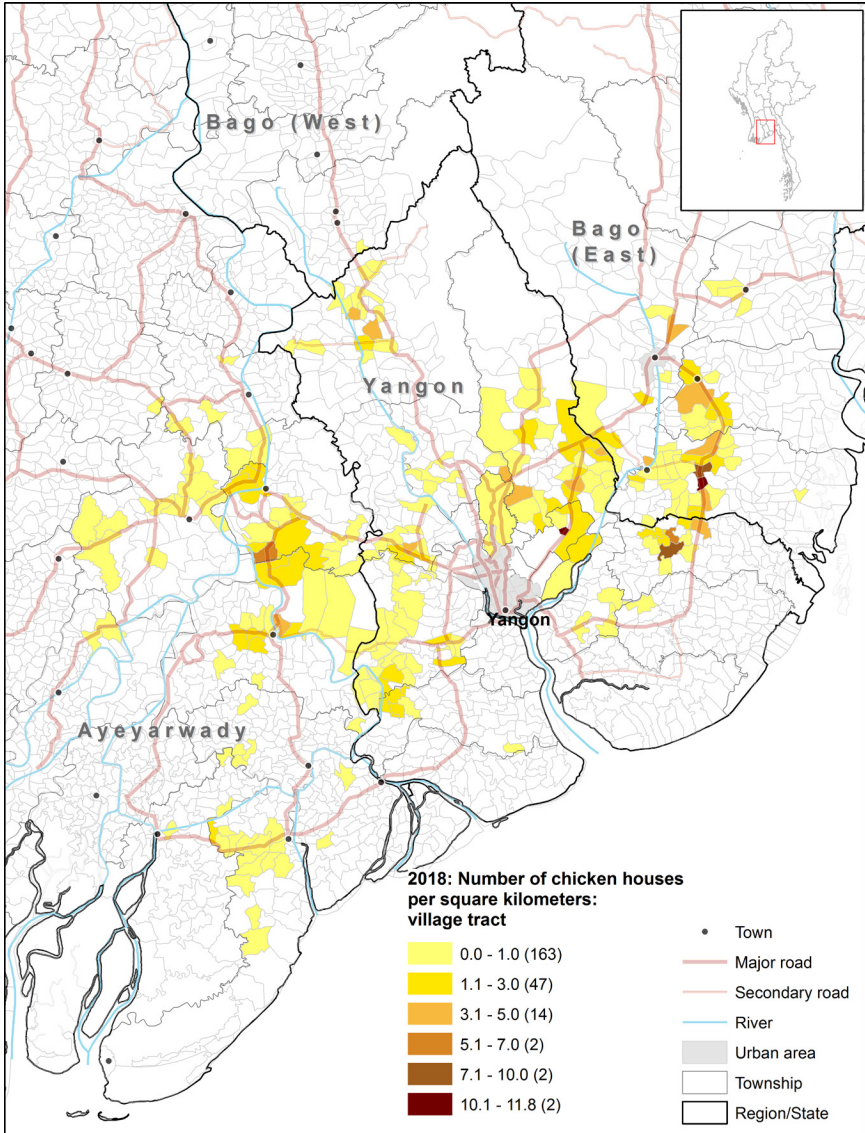 Bago (West)
Bago
(East)
Yangon
Yangon
Ayeyarwady
2018: Number of chicken houses
per square kilometers:
village tract
0.0 - 1.0 (163)
1.1 - 3.0 (47)
3.1 - 5.0 (14)
5.1 - 7.0 (2)
7.1 - 10.0 (2)
10.1 - 11.8 (2)
Town
Major road
Secondary road
River
Urban area
Township
Region/State